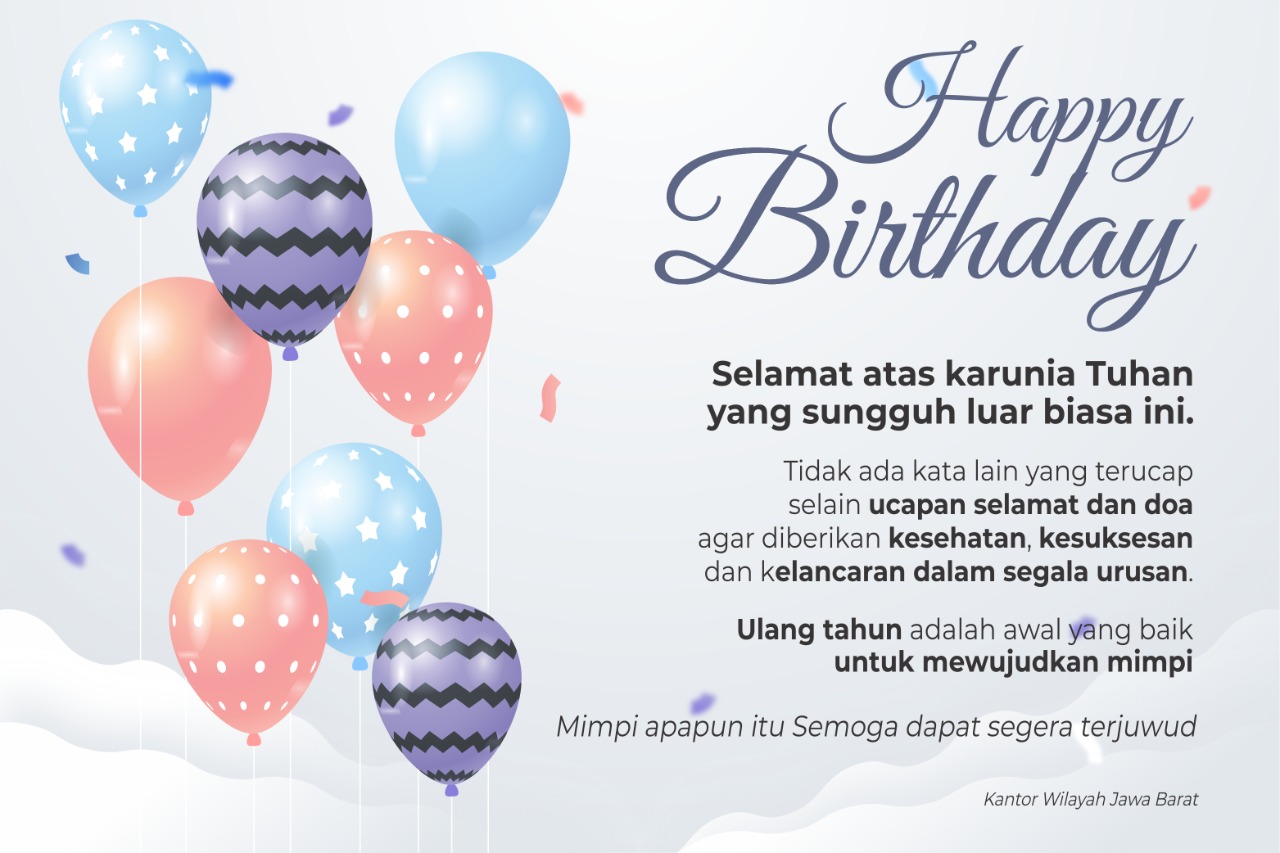 Happy
Birthday
Selamat atas karunia Tuhan
yang sungguh luar biasa ini.
Tidak ada kata lain yang terucap
selain ucapan selamat dan doa
agar diberikan kesehatan, kesuksesan
dan kelancaran dalam segala urusan.
Ulang tahun adalah awal yang baik
untuk mewujudkan mimpi
Mimpi apapun itu Semoga dapat segera terjuwud
Kantor Wilayah Jawa Barat